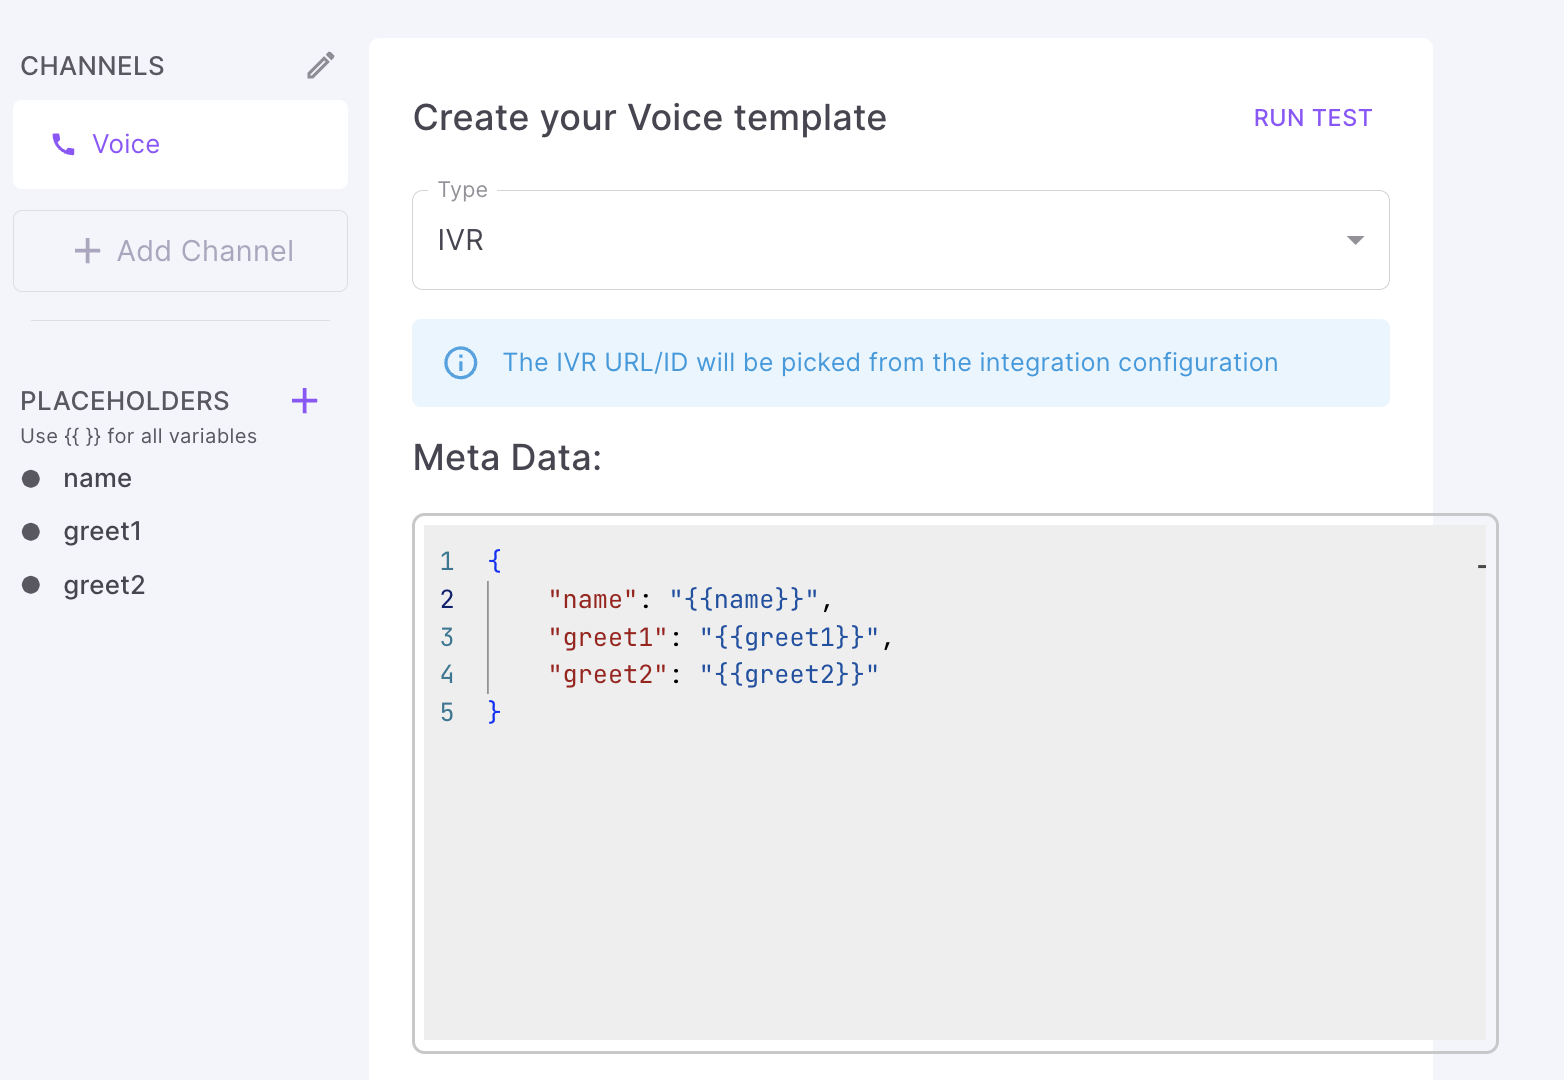 CHANNELS
Voice
Add Channel
PLACEHOLDERS
Use {{ }} for all variables
name
greet1
greet2
Create your Voice template
RUN TEST
Type
IVR
The IVR URL/ID will be picked from the integration configuration
Meta Data:
1 {
2 "name": "{{name}}",
3 "greet1": "{{greet1}}",
4 "greet2": "{{greet2}}"
5 }